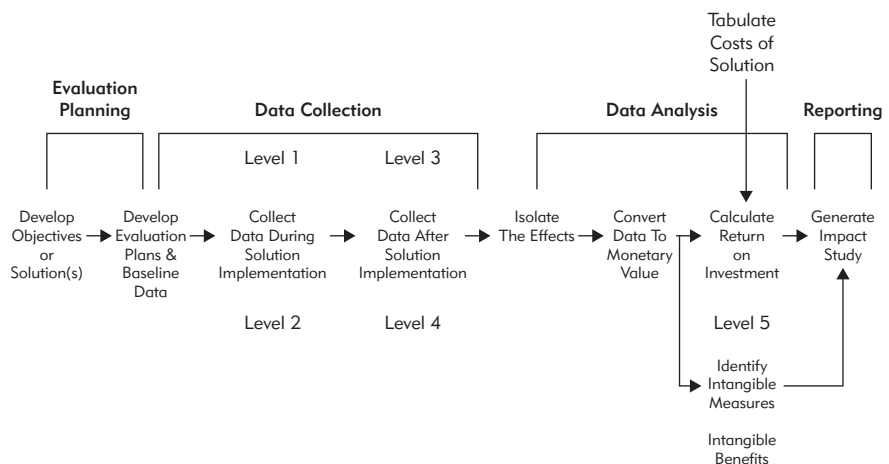 Tabulate
Costs of
Solution
Evaluation
Planning
Data Collection
Data Analysis
Reporting
Level 1
Level 3
Develop
Objectives
or
Solution(s)
Develop
Evaluation
Plans &
Baseline
Data
Collect
Data During
Solution
Implementation
Collect
Data After
Solution
Implementation
Isolate
The Effects
Convert
Data To
Monetary
Value
Calculate
Return
on
Investment
Generate
Impact
Study
Level 2
Level 4
Level 5
Identify
Intangible
Measures
Intangible
Benefits